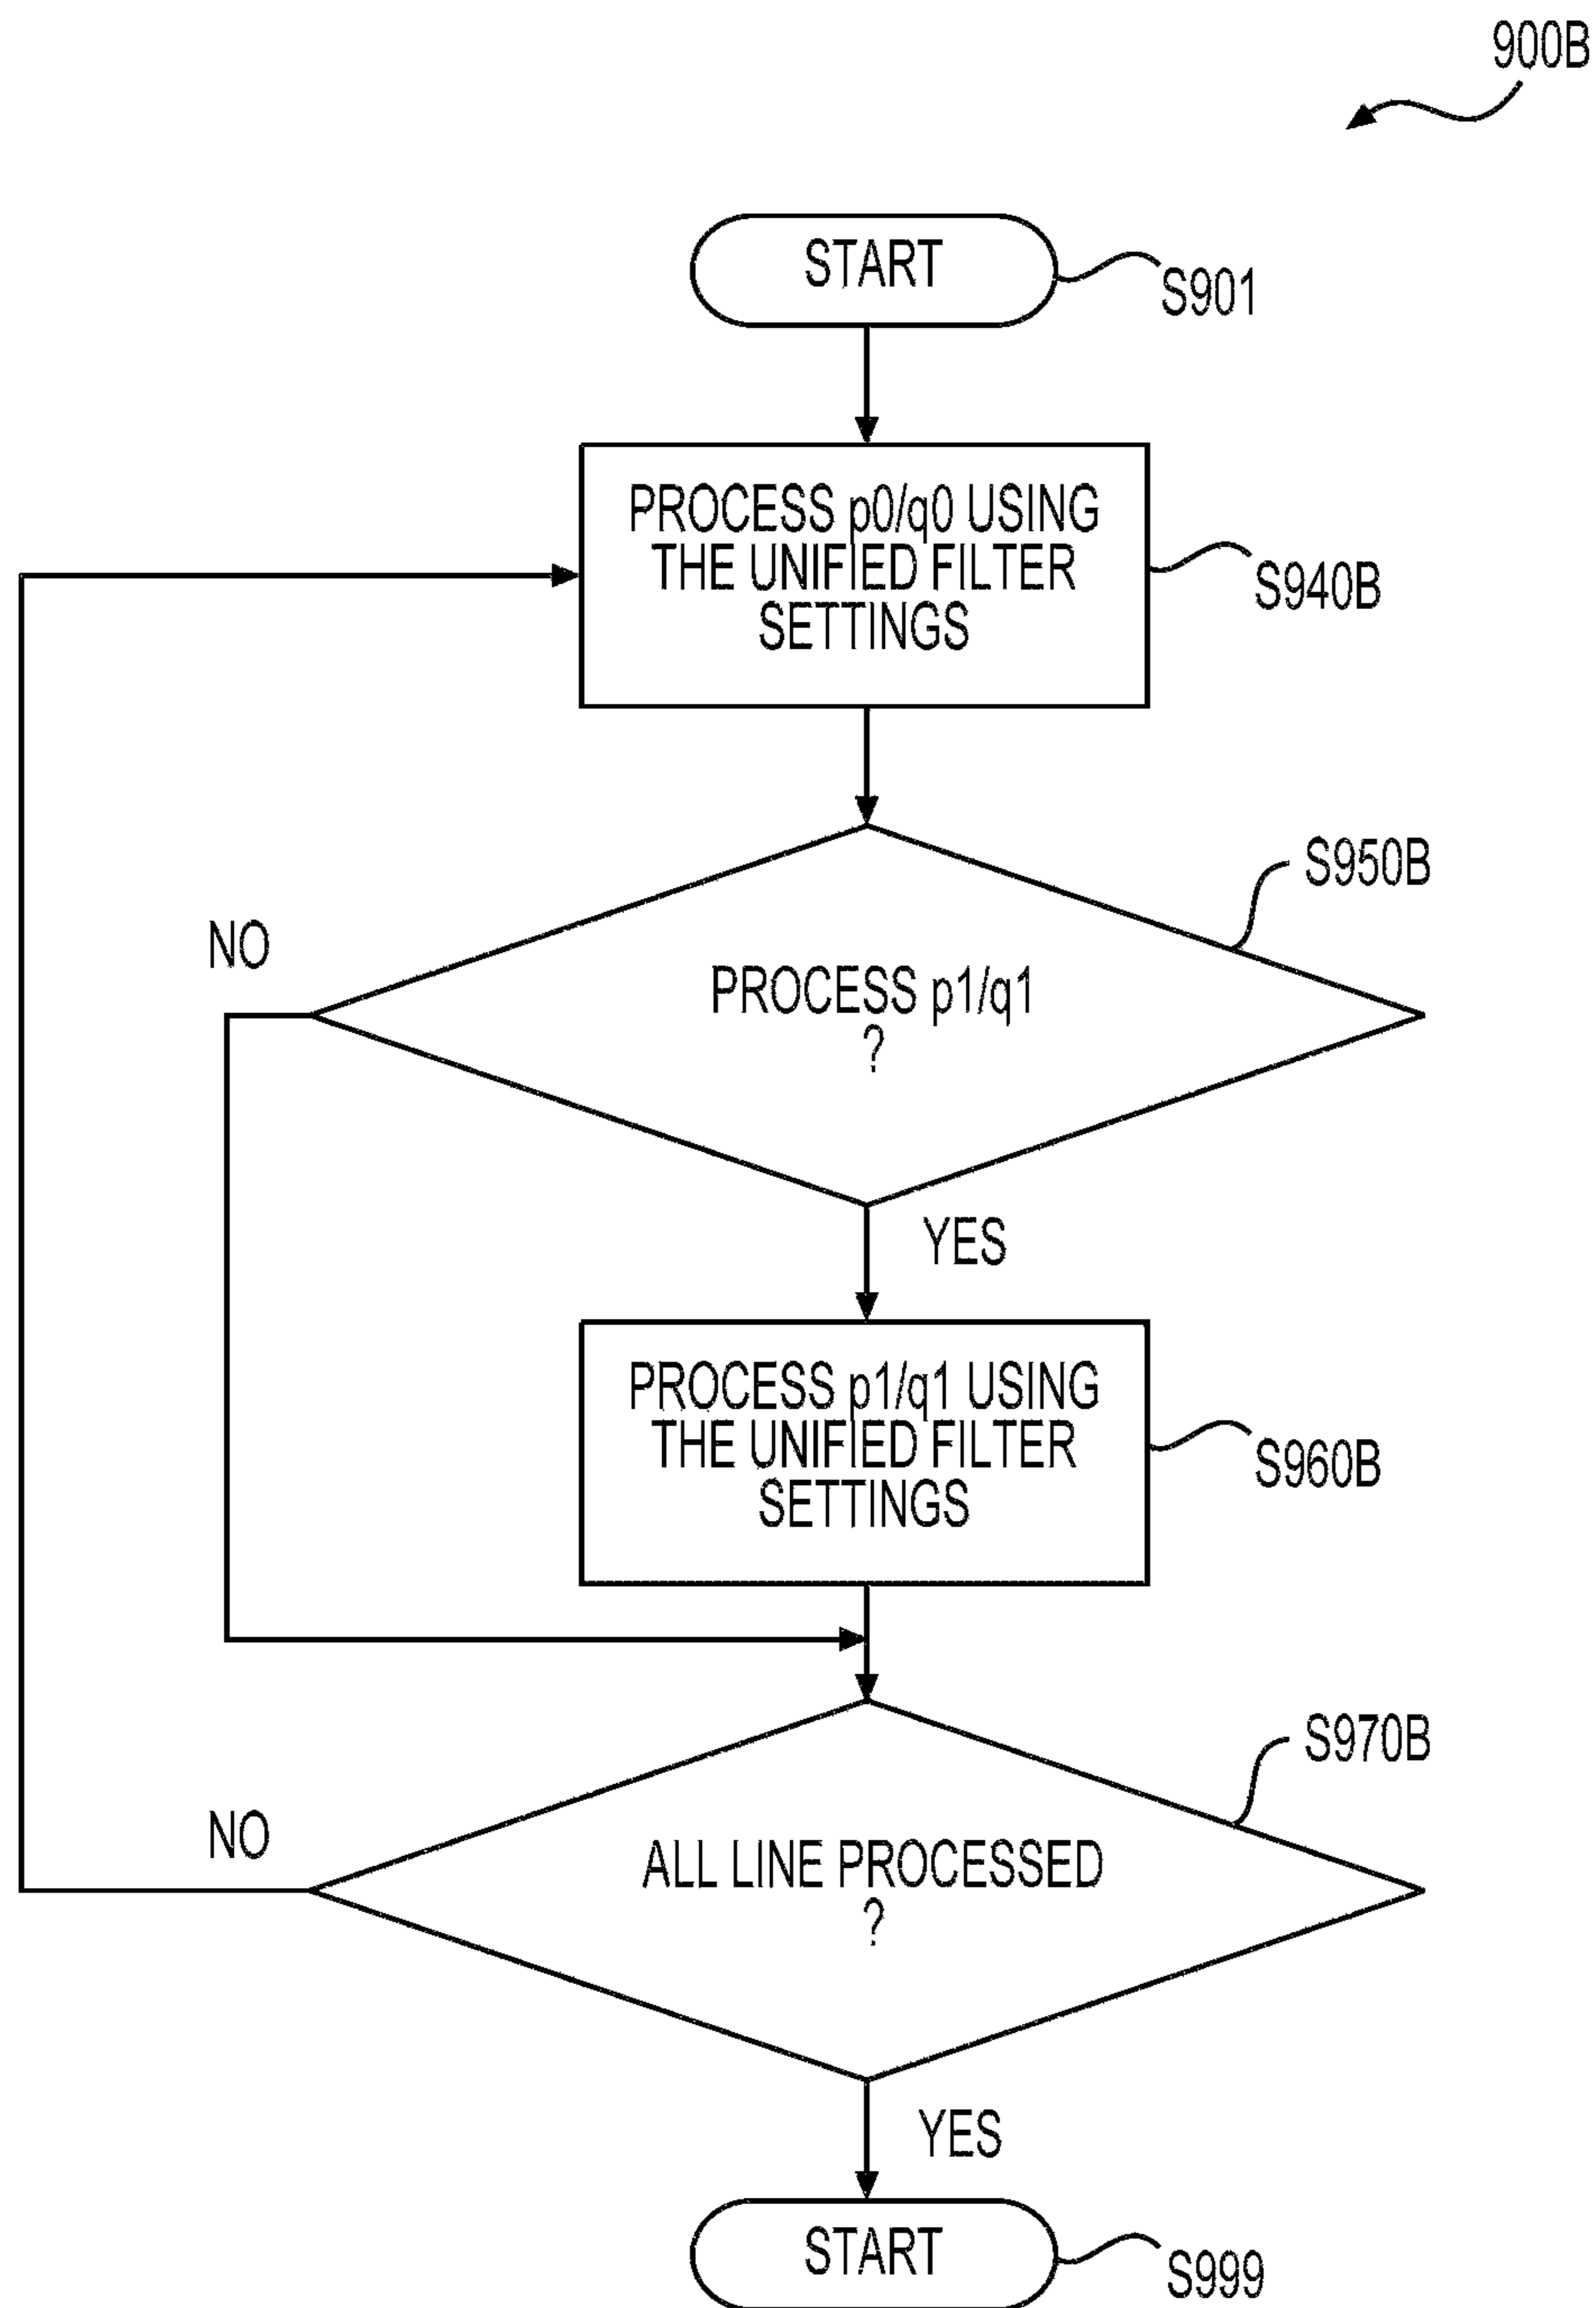 900B
START
S901
PROCESS p0/q0 USING
THE UNIFIED FILTER
SETTINGS
S940B
S950B
NO
PROCESS p1/q1
?
YES
PROCESS p1/q1 USING
THE UNIFIED FILTER
SETTINGS
S960B
S970B
NO
ALL LINE PROCESSED
?
YES
START
S999